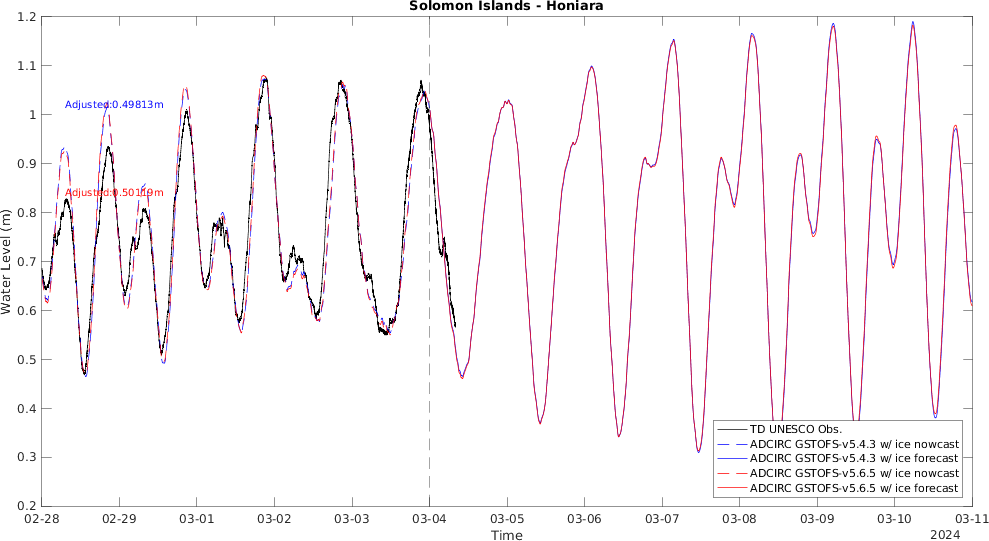 Solomon Islands - Honiara
Water Level (m)
1.2
1.1
1
0.9
0.8
0.7
0.6
0.5
0.4
0.3
0.2
Adjusted:0.49813m
Adjusted:0.50119m
TD UNESCO Obs.
ADCIRC GSTOFS-v5.4.3 w/ ice nowcast
ADCIRC GSTOFS-v5.4.3 w/ ice forecast
ADCIRC GSTOFS-v5.6.5 w/ ice nowcast
ADCIRC GSTOFS-v5.6.5 w/ ice forecast
02-28 02-29 03-01 03-02 03-03 03-04 03-05 03-06 03-07 03-08 03-09 03-10 03-11
Time
2024